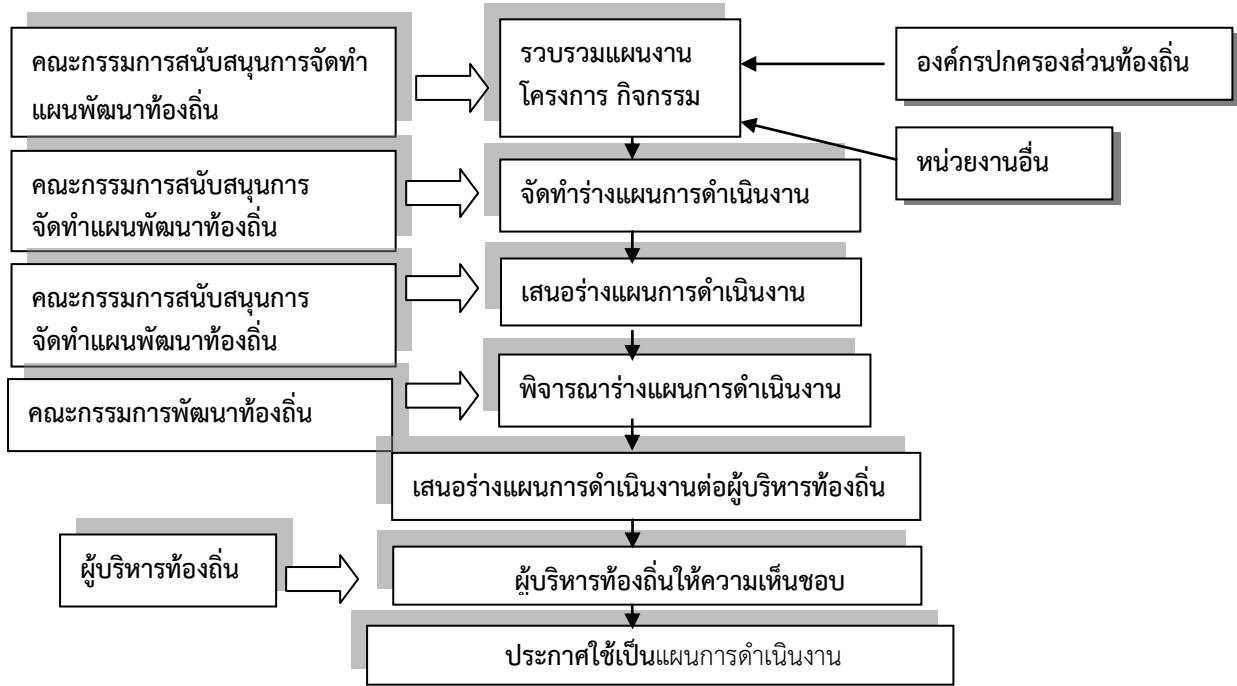 คณะกรรมการสนับสนุนการจัดทำ
แผนพัฒนาท้องถิ่น
รวบรวมแผนงาน
โครงการ กิจกรรม
องค์กรปกครองส่วนท้องถิ่น
หน่วยงานอื่น
คณะกรรมการสนับสนุนการ
จัดทำแผนพัฒนาท้องถิ่น
จัดทำร่างแผนการดำเนินงาน
คณะกรรมการสนับสนุนการ
จัดทำแผนพัฒนาท้องถิ่น
เสนอร่างแผนการดำเนินงาน
คณะกรรมการพัฒนาท้องถิ่น
พิจารณาร่างแผนการดำเนินงาน
เสนอร่างแผนการดำเนินงานต่อผู้บริหารท้องถิ่น
ผู้บริหารท้องถิ่น
ผู้บริหารท้องถิ่นให้ความเห็นชอบ
ประกาศใช้เป็นแผนการดำเนินงาน